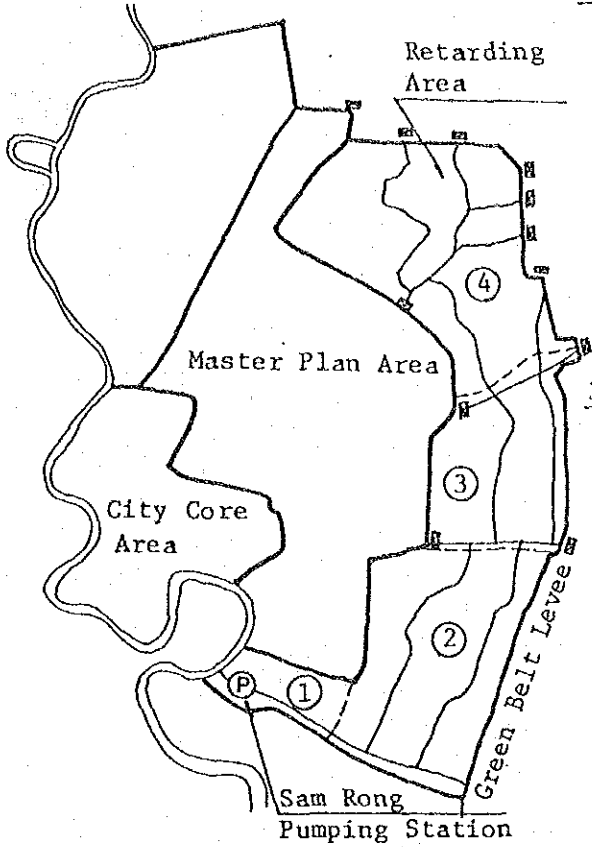 Retarding
Area
④
Master Plan Area
③
City Core
Area
②
Green Belt Levee
①
Ⓟ
Sam Rong
Pumping Station